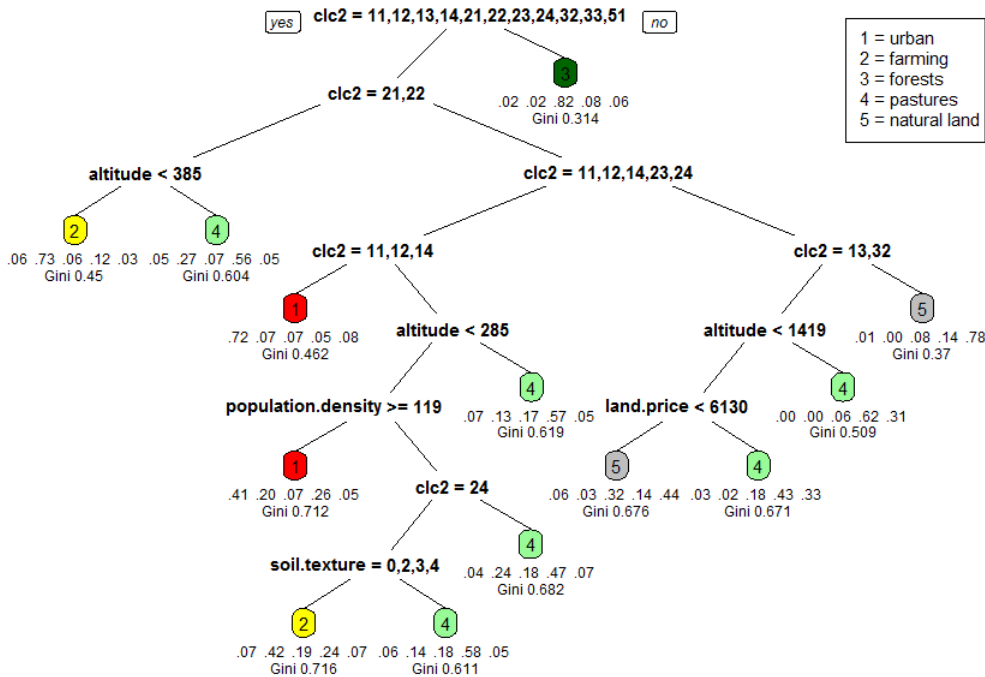 yes clc2 = 11,12,13,14,21,22,23,24,32,33,51 no
1 = urban
2 = farming
3 = forests
4 = pastures
5 = natural land
3
.02 .02 .82 .08 .06
Gini 0.314
clc2 = 21,22
altitude < 385
clc2 = 11,12,14,23,24
2
.06 .73 .06 .12 .03
Gini 0.45
4
.05 .27 .07 .56 .05
Gini 0.604
clc2 = 11,12,14
clc2 = 13,32
1
.72 .07 .07 .05 .08
Gini 0.462
altitude < 285
altitude < 1419
5
.01 .00 .08 .14 .78
Gini 0.37
population.density >= 119
4
.07 .13 .17 .57 .05
Gini 0.619
land.price < 6130
4
.00 .00 .06 .62 .31
Gini 0.509
1
.41 .20 .07 .26 .05
Gini 0.712
clc2 = 24
5
.06 .03 .32 .14 .44
Gini 0.676
4
.03 .02 .18 .43 .33
Gini 0.671
soil.texture = 0,2,3,4
4
.04 .24 .18 .47 .07
Gini 0.682
2
.07 .42 .19 .24 .07
Gini 0.716
4
.06 .14 .18 .58 .05
Gini 0.611